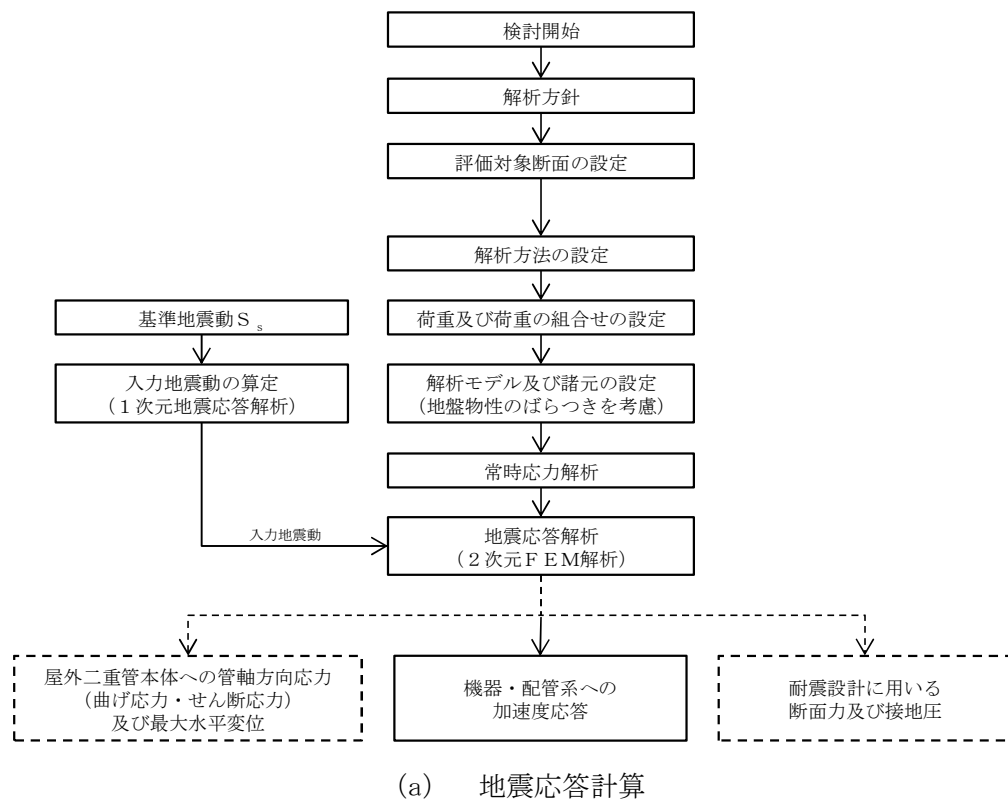 検討開始
解析方針
評価対象断面の設定
解析方法の設定
基準地震動Ｓｓ
荷重及び荷重の組合せの設定
入力地震動の算定
（１次元地震応答解析）
解析モデル及び諸元の設定
（地盤物性のばらつきを考慮）
常時応力解析
入力地震動
地震応答解析
（２次元ＦＥＭ解析）
屋外二重管本体への管軸方向応力
（曲げ応力・せん断応力）
及び最大水平変位
機器・配管系への
加速度応答
耐震設計に用いる
断面力及び接地圧
(a)　地震応答計算